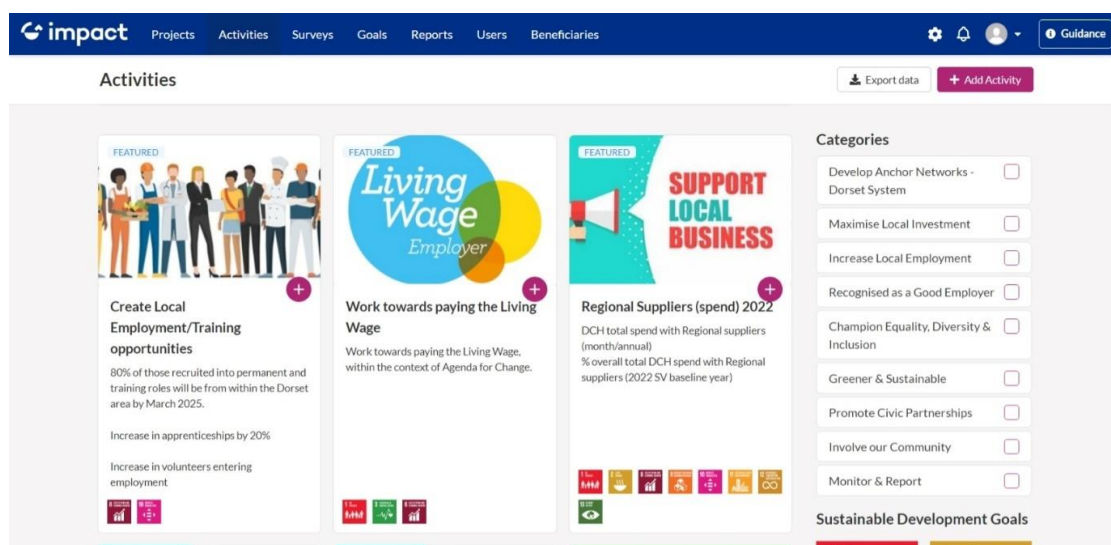 impact
Projects
Activities
Surveys
Goals
Reports
Users
Beneficiaries
Guidance
Activities
Export data
+ Add Activity
FEATURED
Create Local
Employment/Training
opportunities
80% of those recruited into permanent and
training roles will be from within the Dorset
area by March 2025.
Increase in apprenticeships by 20%
Increase in volunteers entering
employment
FEATURED
Living
Wage
Employer
Work towards paying the Living
Wage
Work towards paying the Living Wage,
within the context of Agenda for Change.
FEATURED
SUPPORT
LOCAL
BUSINESS
Regional Suppliers (spend) 2022
DCH total spend with Regional suppliers
(month/annual)
% overall total DCH spend with Regional
suppliers (2022 SV baseline year)
Categories
Develop Anchor Networks -
Dorset System
Maximise Local Investment
Increase Local Employment
Recognised as a Good Employer
Champion Equality, Diversity &
Inclusion
Greener & Sustainable
Promote Civic Partnerships
Involve our Community
Monitor & Report
Sustainable Development Goals